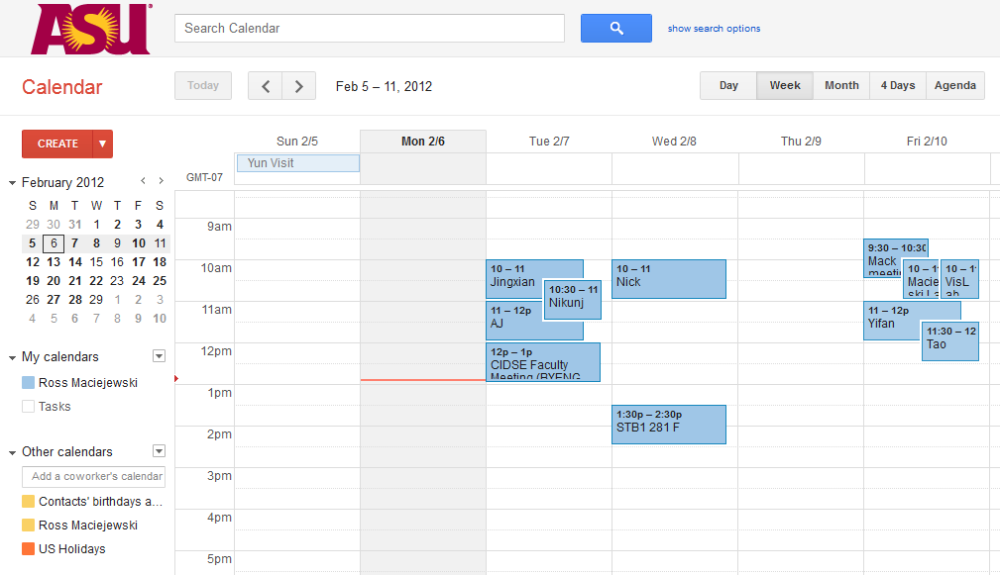 ASU
Search Calendar
show search options
Calendar
Today
Feb 5 – 11, 2012
Day
Week
Month
4 Days
Agenda
CREATE
February 2012
S M T W T F S
29 30 31 1 2 3 4
5 6 7 8 9 10 11
12 13 14 15 16 17 18
19 20 21 22 23 24 25
26 27 28 29 1 2 3
4 5 6 7 8 9 10
My calendars
Ross Maciejewski
Tasks
Other calendars
Add a coworker's calendar
Contacts' birthdays a...
Ross Maciejewski
US Holidays
Sun 2/5
Mon 2/6
Tue 2/7
Wed 2/8
Thu 2/9
Fri 2/10
GMT-07
Yun Visit
9am
10am
11am
12pm
1pm
2pm
3pm
4pm
5pm
10 – 11
Jingxian
10:30 – 11
Nikunj
11 – 12p
AJ
12p – 1p
CIDSE Faculty
Meeting (BYENG
10 – 11
Nick
1:30p – 2:30p
STB1 281 F
9:30 – 10:30
Mack
meeti
10 – 1
Macie
ski La
10 – 1
VisL
ab
11 – 12p
Yifan
11:30 – 12
Tao